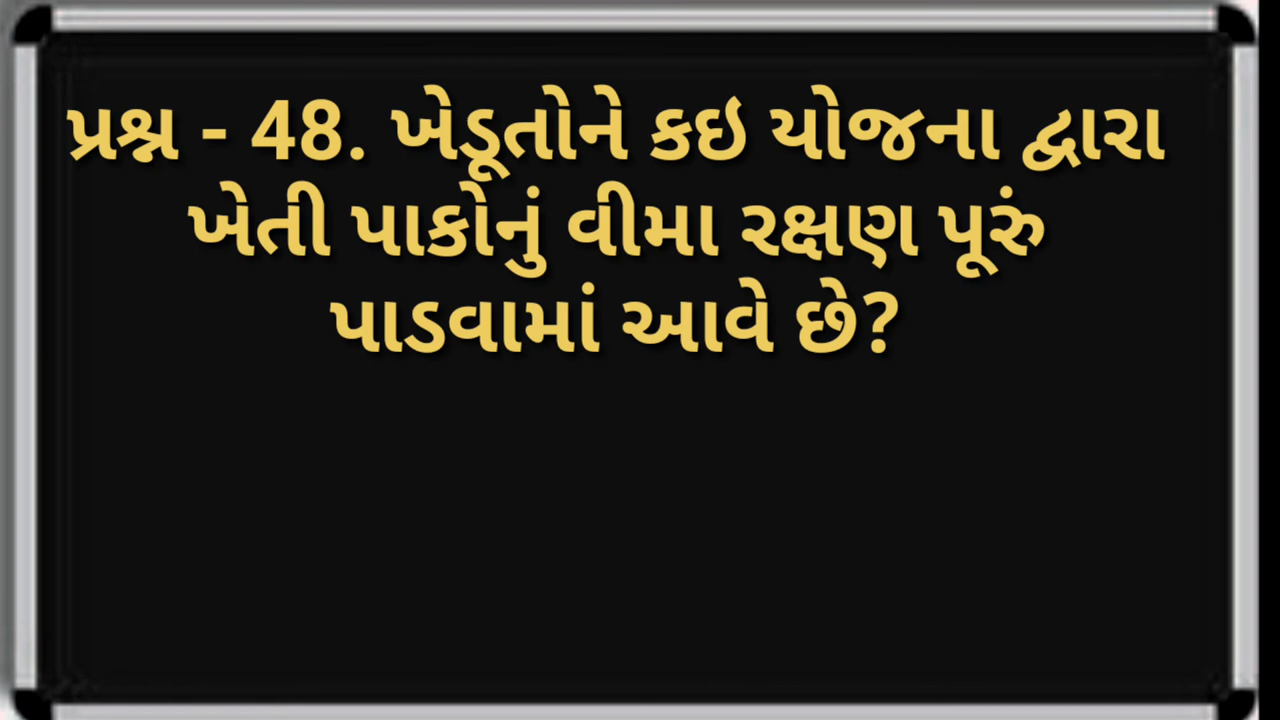 પ્રશ્ન - 48. ખેડૂતોને કઇ યોજના દ્વારા
ખેતી પાકોનું વીમા રક્ષણ પૂરું
પાડવામાં આવે છે?